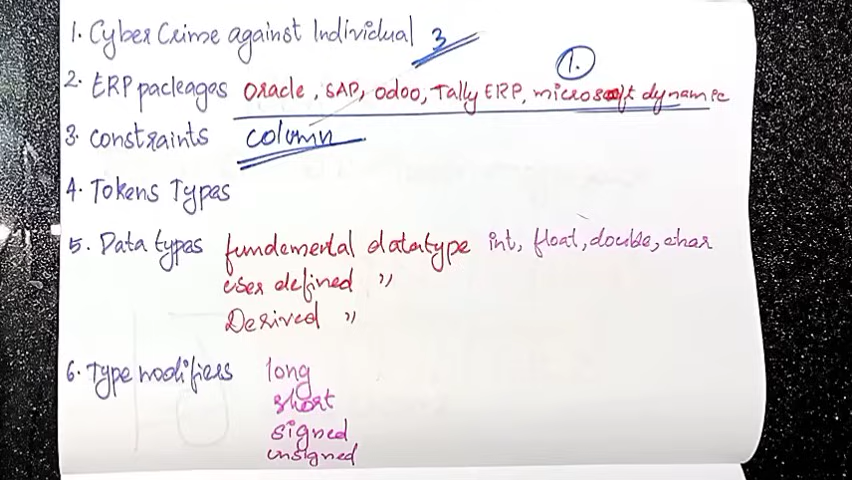 1. Cyber Crime against Individual 3
1.
2. ERP packages Oracle, SAP, Odoo, Tally ERP, microsoft dynamic
3. constraints column
4. Tokens Types
5. Data types fundemental datatype int, float, double, char
user defined "
Derived "
6. Type modifiers long
short
signed
unsigned